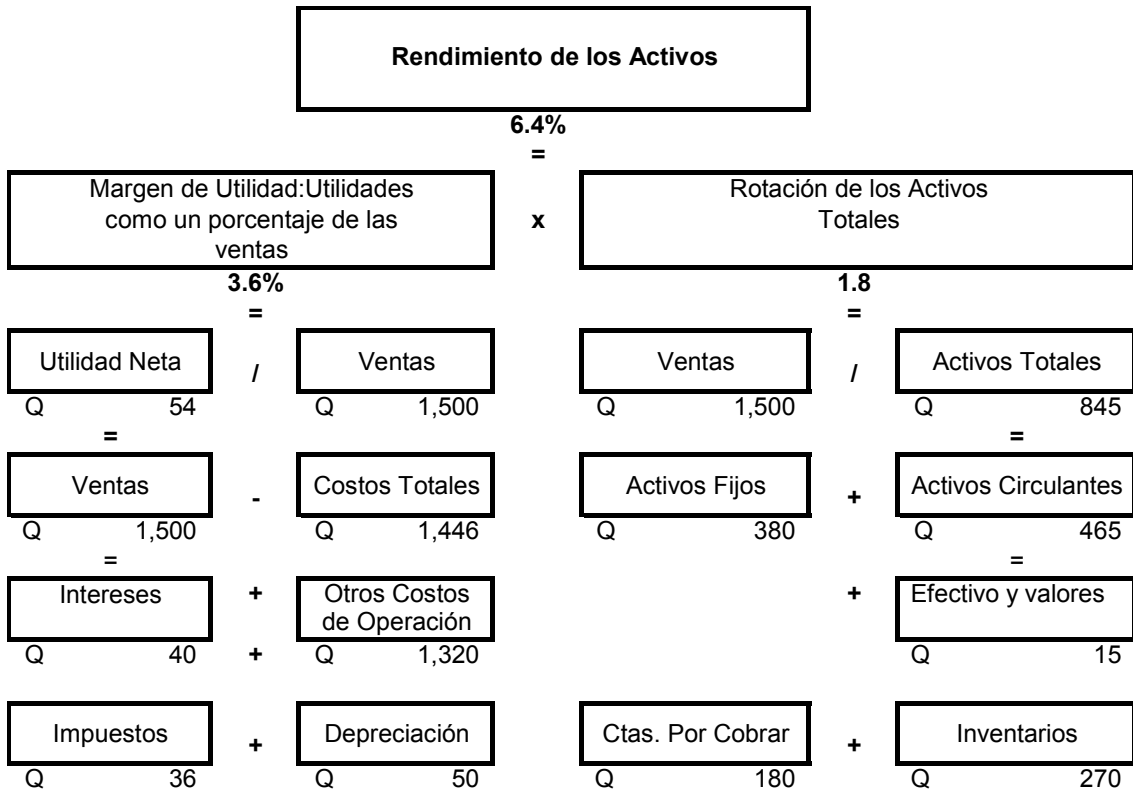 Rendimiento de los Activos
6.4%
=
Margen de Utilidad:Utilidades
como un porcentaje de las
ventas
x
Rotación de los Activos
Totales
3.6%
1.8
=
=
Utilidad Neta
/
Ventas
Ventas
/
Activos Totales
Q 54
Q 1,500
Q 1,500
Q 845
=
=
Ventas
-
Costos Totales
Activos Fijos
+
Activos Circulantes
Q 1,500
Q 1,446
Q 380
Q 465
=
=
Intereses
+
Otros Costos
de Operación
+
Efectivo y valores
Q 40
+
Q 1,320
Q 15
Impuestos
+
Depreciación
Ctas. Por Cobrar
+
Inventarios
Q 36
Q 50
Q 180
Q 270